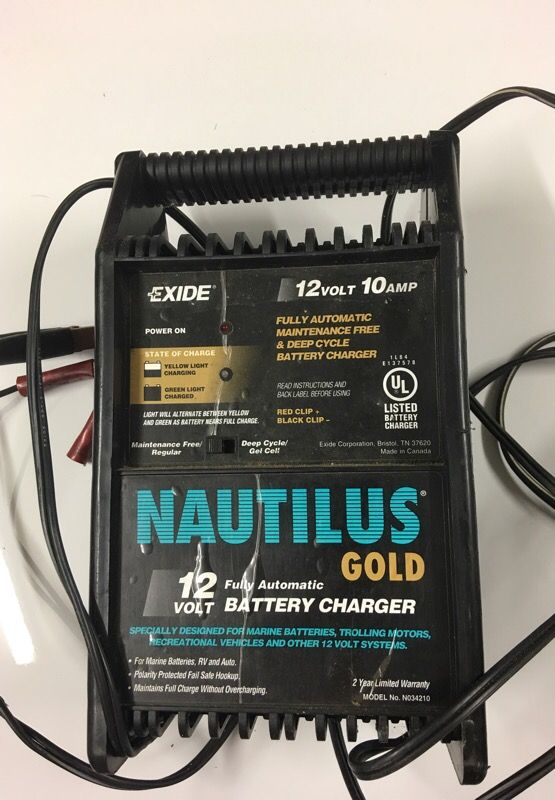 EXIDE®
12 VOLT 10 AMP
POWER ON
FULLY AUTOMATIC
MAINTENANCE FREE
& DEEP CYCLE
BATTERY CHARGER
STATE OF CHARGE
YELLOW LIGHT
CHARGING
GREEN LIGHT
CHARGED
LIGHT WILL ALTERNATE BETWEEN YELLOW
AND GREEN AS BATTERY NEARS FULL CHARGE.
READ INSTRUCTIONS AND
BACK LABEL BEFORE USING
RED CLIP +
BLACK CLIP –
1L04
E137578
UL
LISTED
BATTERY
CHARGER
Maintenance Free/
Regular
Deep Cycle/
Gel Cell
Exide Corporation, Bristol, TN 37620
Made in Canada
NAUTILUS®
GOLD
12
VOLT
Fully Automatic
BATTERY CHARGER
SPECIALLY DESIGNED FOR MARINE BATTERIES, TROLLING MOTORS,
RECREATIONAL VEHICLES AND OTHER 12 VOLT SYSTEMS.
• For Marine Batteries, RV and Auto.
• Polarity Protected Fail Safe Hookup.
• Maintains Full Charge Without Overcharging.
2 Year Limited Warranty
MODEL No. N034210